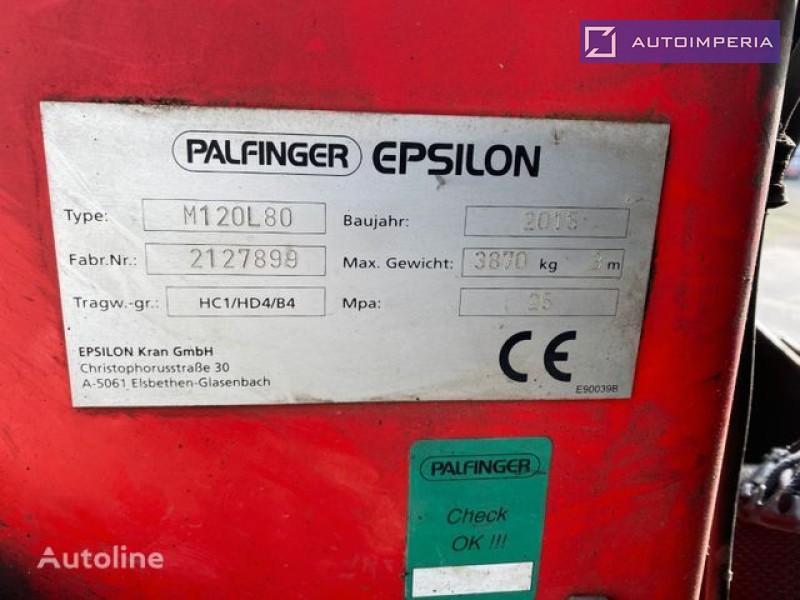 AUTOIMPERIA
PALFINGER EPSILON
Type: M120L80 Baujahr: 2015
Fabr.Nr.: 2127899 Max. Gewicht: 3870 kg m
Tragw.-gr.: HC1/HD4/B4 Mpa: 25
EPSILON Kran GmbH
Christophorusstraße 30
A-5061 Elsbethen-Glasenbach
CE
E90039B
PALFINGER
Check
OK !!!
Autoline